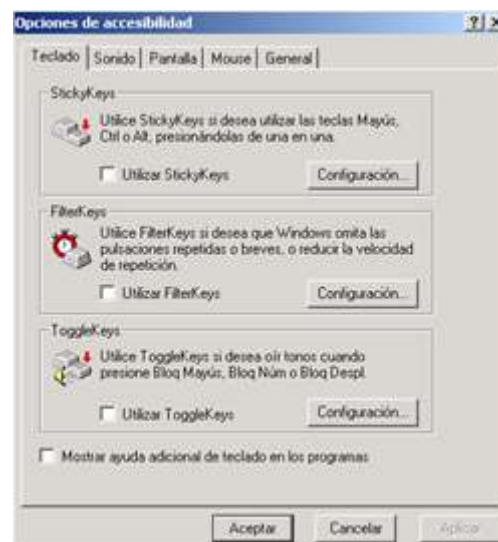 Opciones de accesibilidad
Teclado Sonido Pantalla Mouse General
StickyKeys
Utilice StickyKeys si desea utilizar las teclas Mayús,
Ctrl o Alt, presionándolas de una en una.
Utilizar StickyKeys
Configuración...
FilterKeys
Utilice FilterKeys si desea que Windows omita las
pulsaciones repetidas o breves, o reducir la velocidad
de repetición.
Utilizar FilterKeys
Configuración...
ToggleKeys
Utilice ToggleKeys si desea oír tonos cuando
presione Bloq Mayús, Bloq Núm o Bloq Despl.
Utilizar ToggleKeys
Configuración...
Mostrar ayuda adicional de teclado en los programas
Aceptar Cancelar Aplicar